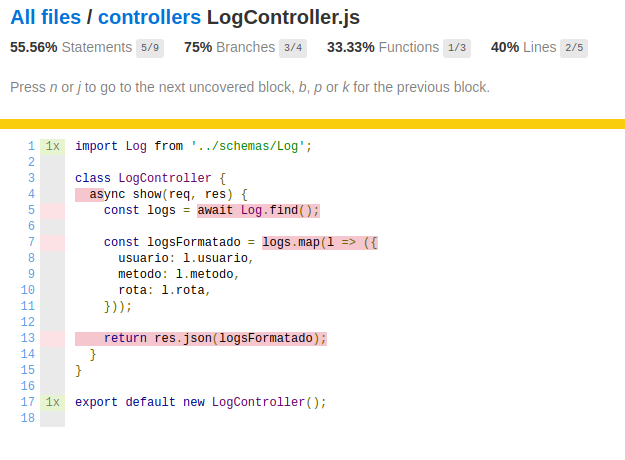 All files / controllers LogController.js
55.56% Statements 5/9 75% Branches 3/4 33.33% Functions 1/3 40% Lines 2/5
Press n or j to go to the next uncovered block, b, p or k for the previous block.
1 1x import Log from '../schemas/Log';
2
3 class LogController {
4   async show(req, res) {
5     const logs = await Log.find();
6
7     const logsFormatado = logs.map(l => ({
8       usuario: l.usuario,
9       metodo: l.metodo,
10       rota: l.rota,
11     }));
12
13     return res.json(logsFormatado);
14   }
15 }
16
17 1x export default new LogController();
18